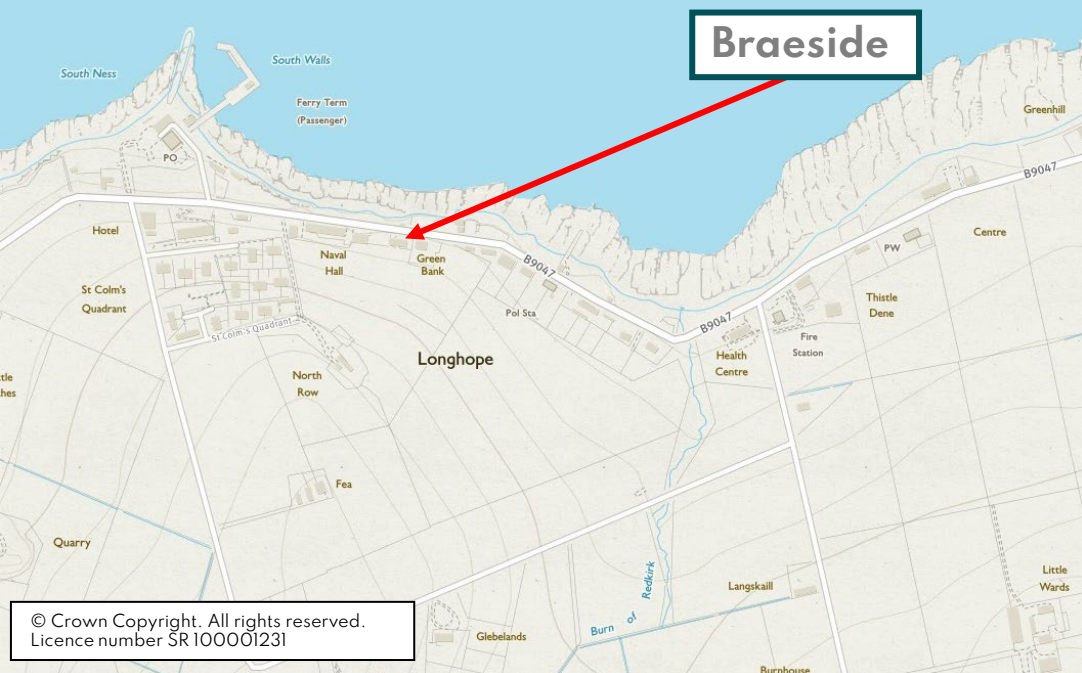 Braeside
South Ness
South Walls
Ferry Term
(Passenger)
Greenhill
PO
B9047
Hotel
Naval
Hall
Green
Bank
B9047
PW
Centre
St Colm's
Quadrant
Pol Sta
Thistle
Dene
St Colm's Quadrant
B9047
Fire
Station
Longhope
Health
Centre
North
Row
tle
hes
Fea
Quarry
Burn of Redkirk
Langskaill
Little
Wards
© Crown Copyright. All rights reserved.
Licence number SR 100001231
Glebelands
Burnhouse